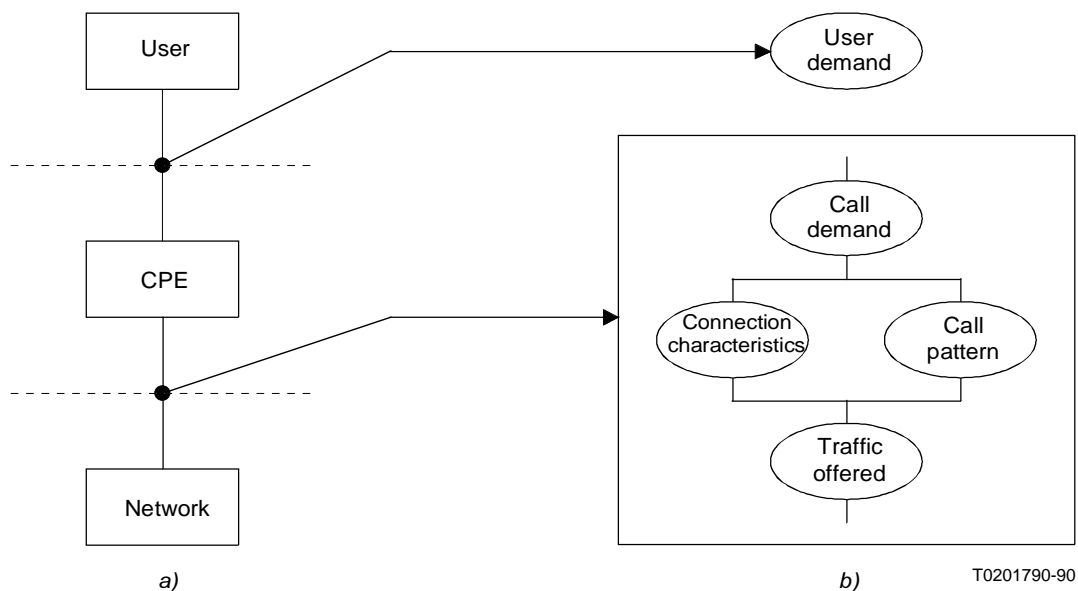 User
User
demand
Call
demand
CPE
Connection
characteristics
Call
pattern
Traffic
offered
Network
a)
b)
T0201790-90